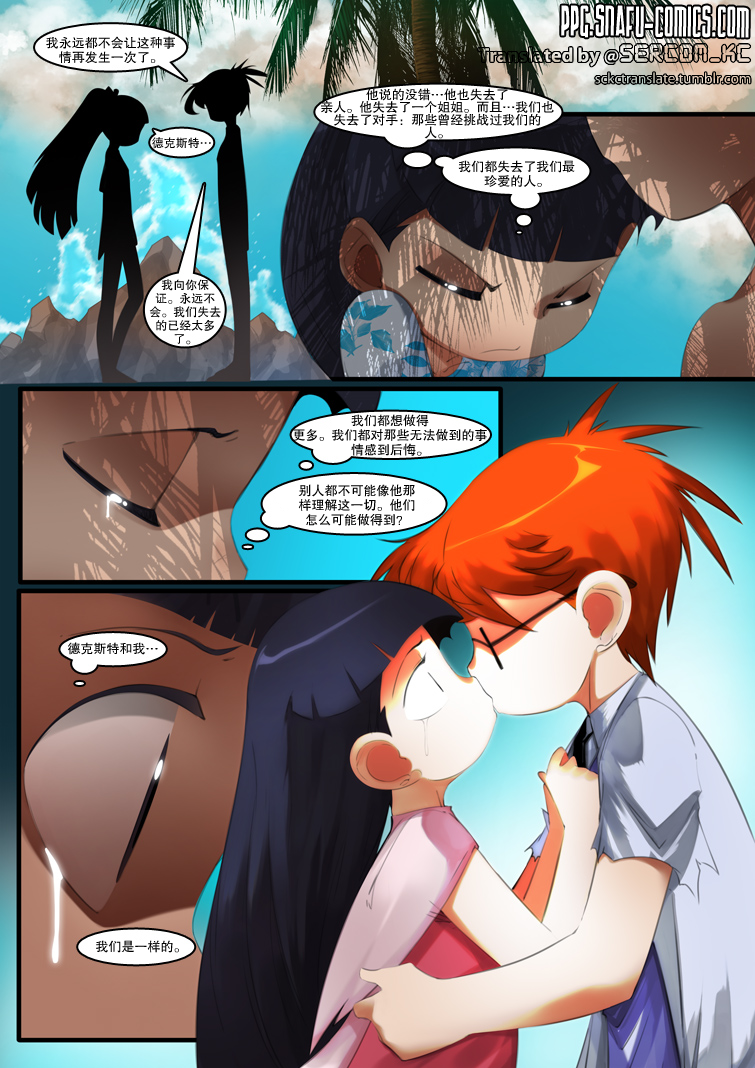 PPG.SNAFU-COMICS.COM
Translated by @SERCOM_KC
sckctranslate.tumblr.com
我永远都不会让这种事
情再发生一次了。
德克斯特…
我向你保
证。永远不
会。我们失去
的已经太多
了。
他说的没错…他也失去了
亲人。他失去了一个姐姐。而且…我们也
失去了对手：那些曾经挑战过我们的
人。
我们都失去了我们最
珍爱的人。
我们都想做得
更多。我们都对那些无法做到的事
情感到后悔。
别人都不可能像他那
样理解这一切。他们
怎么可能做得到？
德克斯特和我…
我们是一样的。